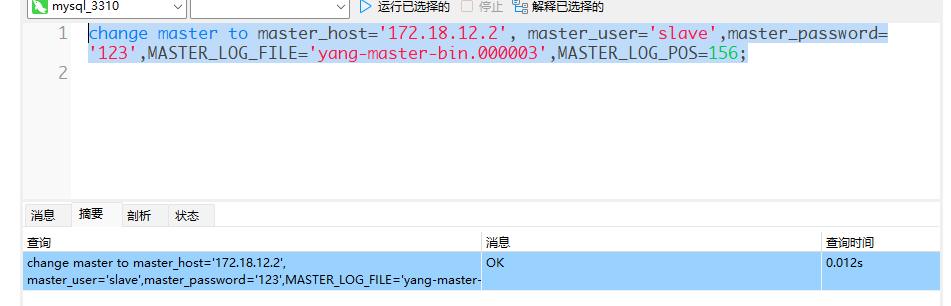 mysql_3310 运行已选择的 停止 解释已选择的
1 change master to master_host='172.18.12.2', master_user='slave',master_password=
'123',MASTER_LOG_FILE='yang-master-bin.000003',MASTER_LOG_POS=156;
2
消息 摘要 剖析 状态
查询 消息 查询时间
change master to master_host='172.18.12.2', OK 0.012s
master_user='slave',master_password='123',MASTER_LOG_FILE='yang-master-